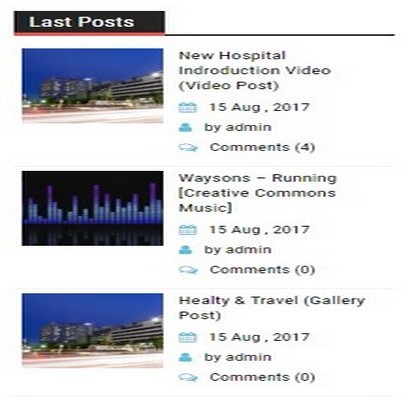 Last Posts
New Hospital
Indroduction Video
(Video Post)
15 Aug , 2017
by admin
Comments (4)
Waysons – Running
[Creative Commons
Music]
15 Aug , 2017
by admin
Comments (0)
Healty & Travel (Gallery
Post)
15 Aug , 2017
by admin
Comments (0)